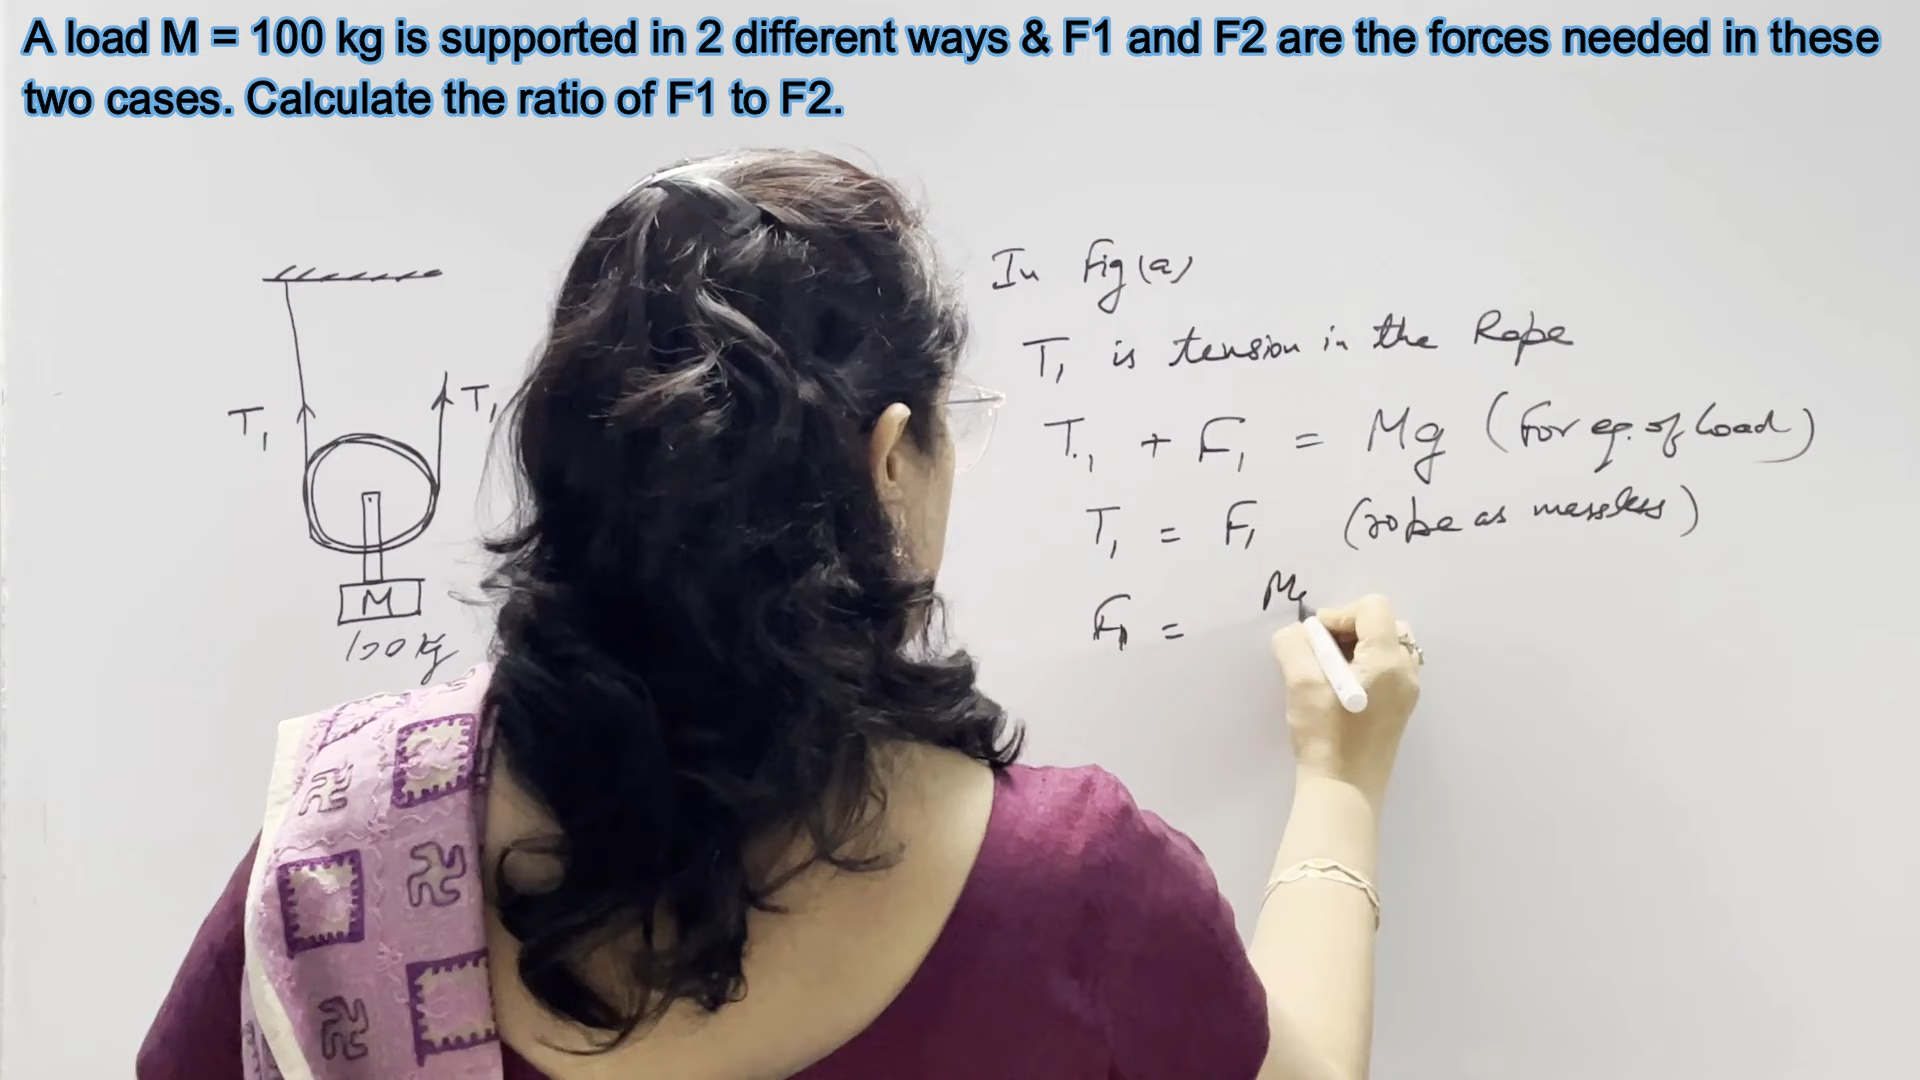 A load M = 100 kg is supported in 2 different ways & F1 and F2 are the forces needed in these
two cases. Calculate the ratio of F1 to F2.
In Fig (a)
T₁ is tension in the Rope
T₁
T₁
T₁ + F₁ = Mg (For eq. of load)
T₁ = F₁ (rope as massless)
F₁ = Mg
M
100 kg